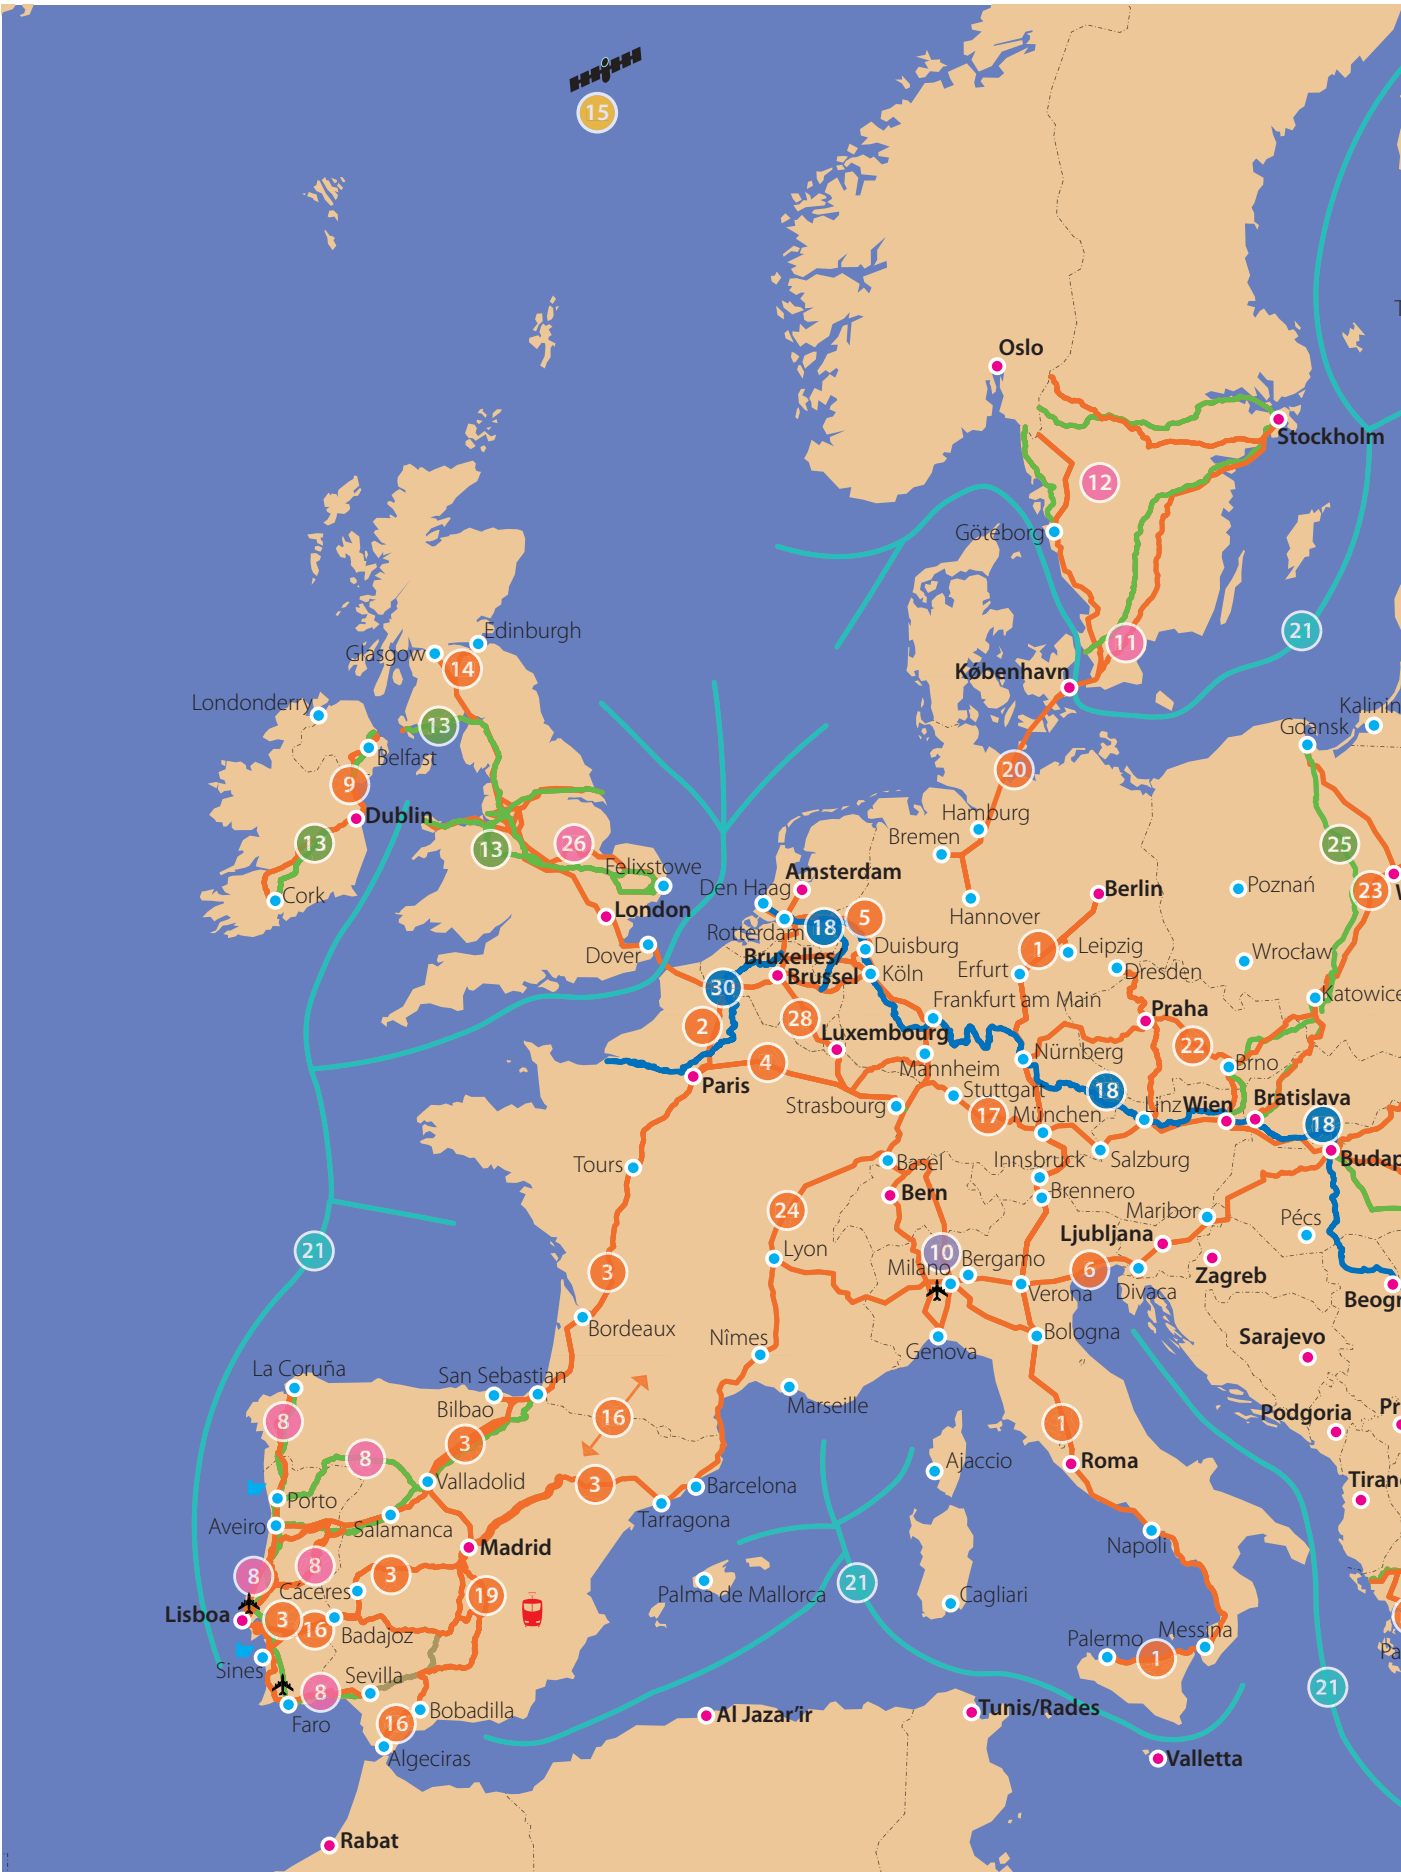 15
Oslo
Stockholm
12
Göteborg
21
11
København
Edinburgh
Glasgow
14
Londonderry
13
Belfast
9
Dublin
13
13
26
Cork
Felixstowe
London
Dover
Kalinin
Gdansk
20
Hamburg
Bremen
25
Amsterdam
Den Haag
Berlin
Poznań
23
Hannover
Rotterdam
18
5
Duisburg
1
Leipzig
Wrocław
Bruxelles/
Brussel
Köln
Erfurt
Dresden
30
Katowice
Frankfurt am Main
Praha
2
28
Luxembourg
22
4
Nürnberg
Brno
Mannheim
Paris
Stuttgart
18
Strasbourg
17
München
Linz
Wien
Bratislava
18
Tours
Basel
Innsbruck
Salzburg
Budap
Bern
Brennero
24
Maribor
Pécs
21
Ljubljana
Lyon
10
Bergamo
Milano
6
Zagreb
3
Verona
Divaca
Beogr
Bordeaux
Nîmes
Genova
Bologna
Sarajevo
La Coruña
San Sebastian
Marseille
Bilbao
8
16
1
Podgoria
Pr
3
8
Ajaccio
Roma
Valladolid
3
Barcelona
Tiran
Porto
Aveiro
Salamanca
Tarragona
Madrid
Napoli
8
8
3
21
Cáceres
19
Palma de Mallorca
Cagliari
Lisboa
3
16
Badajoz
Palermo
Messina
1
Pa
Sines
Sevilla
8
21
Faro
16
Bobadilla
Al Jazar'ir
Tunis/Rades
Algeciras
Valletta
Rabat